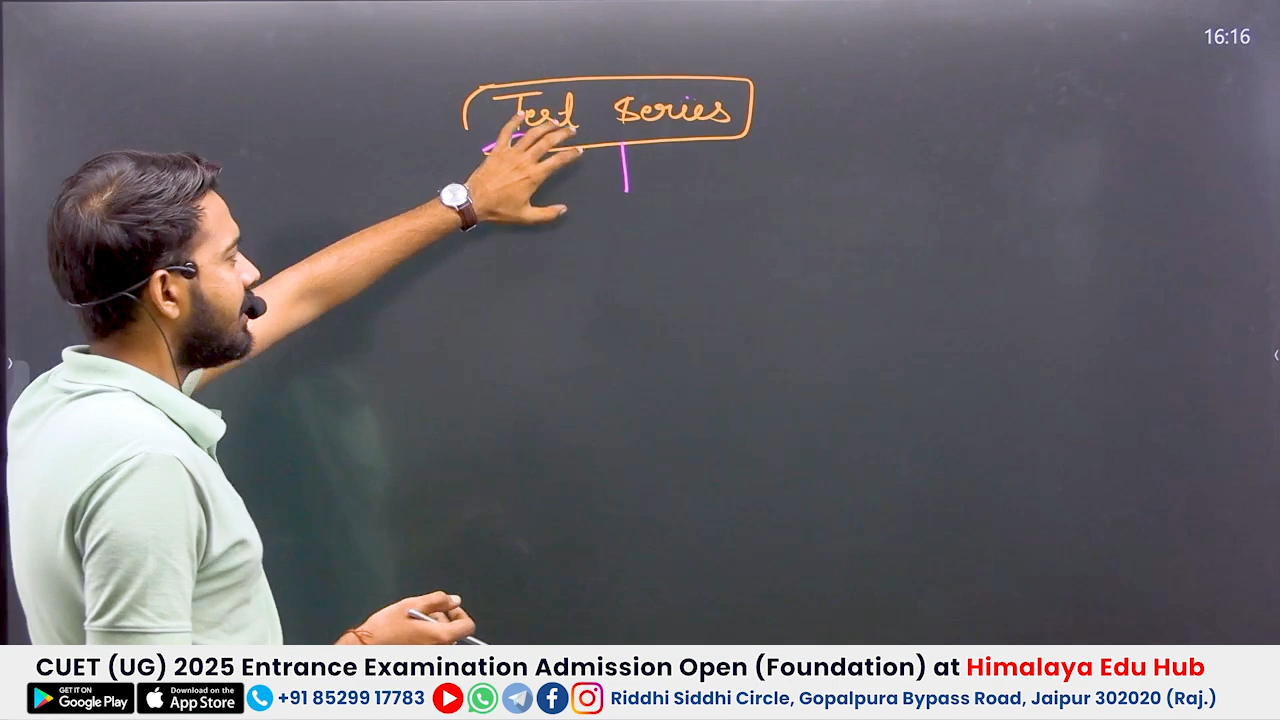 16:16
Test Series
CUET (UG) 2025 Entrance Examination Admission Open (Foundation) at Himalaya Edu Hub
GET IT ON
Google Play
Download on the
App Store
+91 85299 17783
Riddhi Siddhi Circle, Gopalpura Bypass Road, Jaipur 302020 (Raj.)